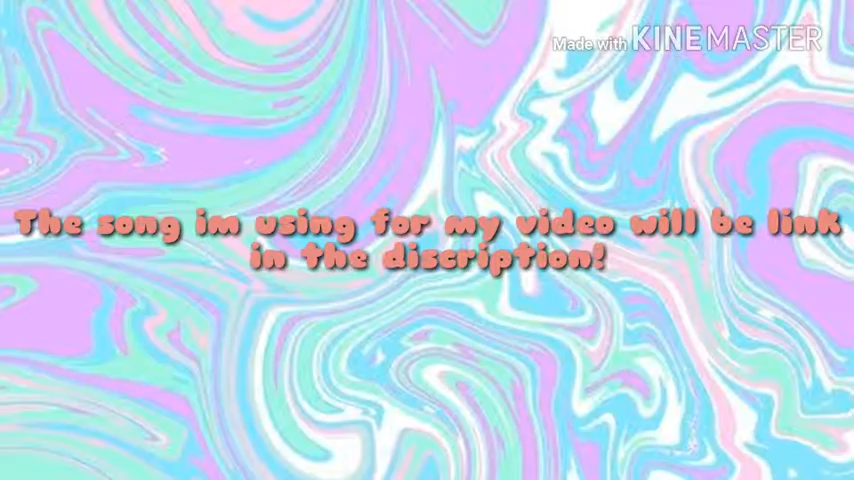 Made with KINEMASTER
The song im using for my video will be link
in the discription!